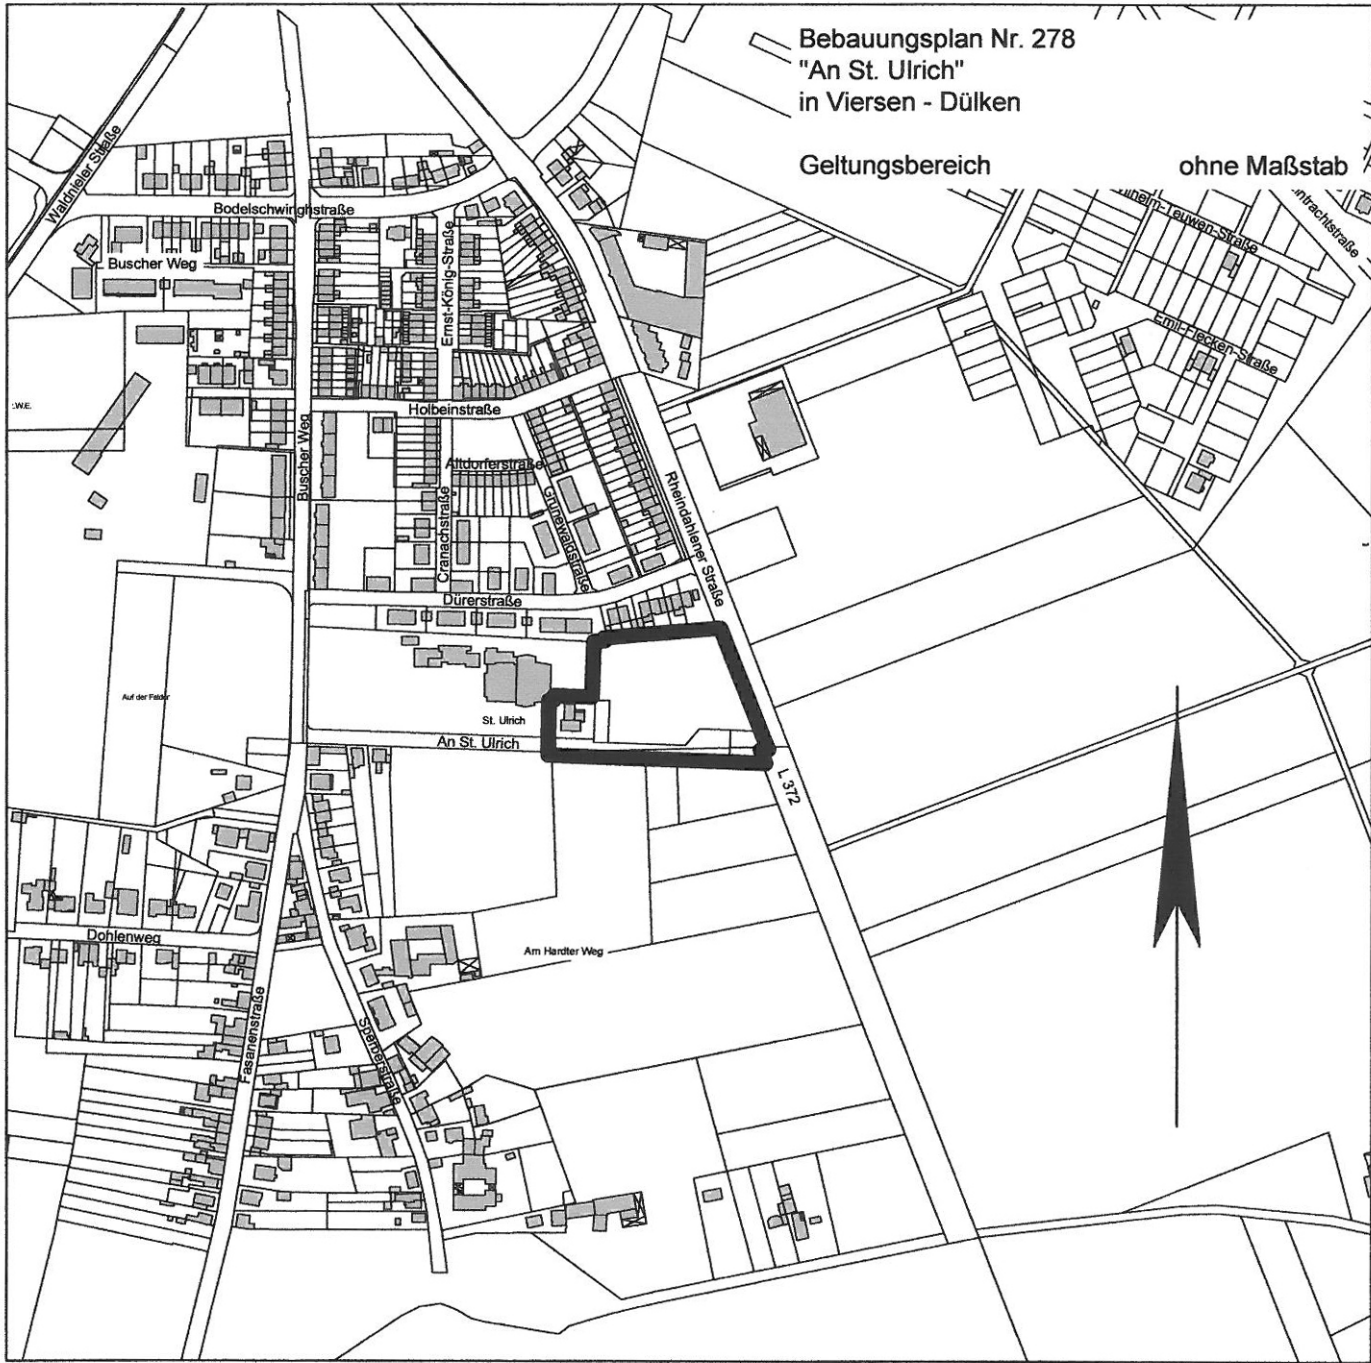 Bebauungsplan Nr. 278
"An St. Ulrich"
in Viersen - Dülken
Geltungsbereich
ohne Maßstab
Waldnieler Straße
Bodelschwinghstraße
Buscher Weg
Ernst-König-Straße
Emil-Flecken-Straße
Holbeinstraße
Buscher Weg
Altdorferstraße
Cranachstraße
Grünewaldstraße
Rheindahlener Straße
Dürerstraße
Auf der
St. Ulrich
An St. Ulrich
L 372
Dohlenweg
Am Hardter Weg
Fasanenstraße
Sperberstraße